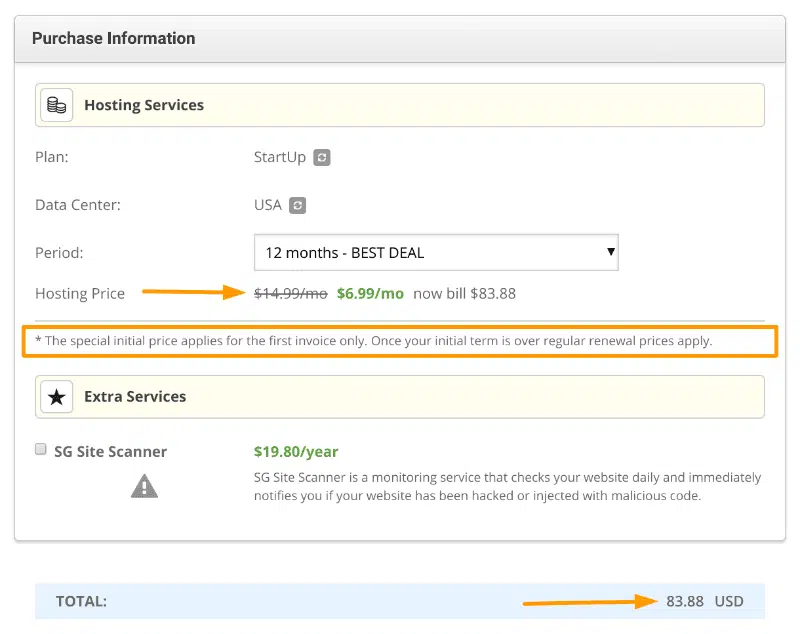 Purchase Information
Hosting Services
Plan: StartUp
Data Center: USA
Period: 12 months - BEST DEAL
Hosting Price $14.99/mo $6.99/mo now bill $83.88
* The special initial price applies for the first invoice only. Once your initial term is over regular renewal prices apply.
Extra Services
SG Site Scanner $19.80/year
SG Site Scanner is a monitoring service that checks your website daily and immediately
notifies you if your website has been hacked or injected with malicious code.
TOTAL: 83.88 USD